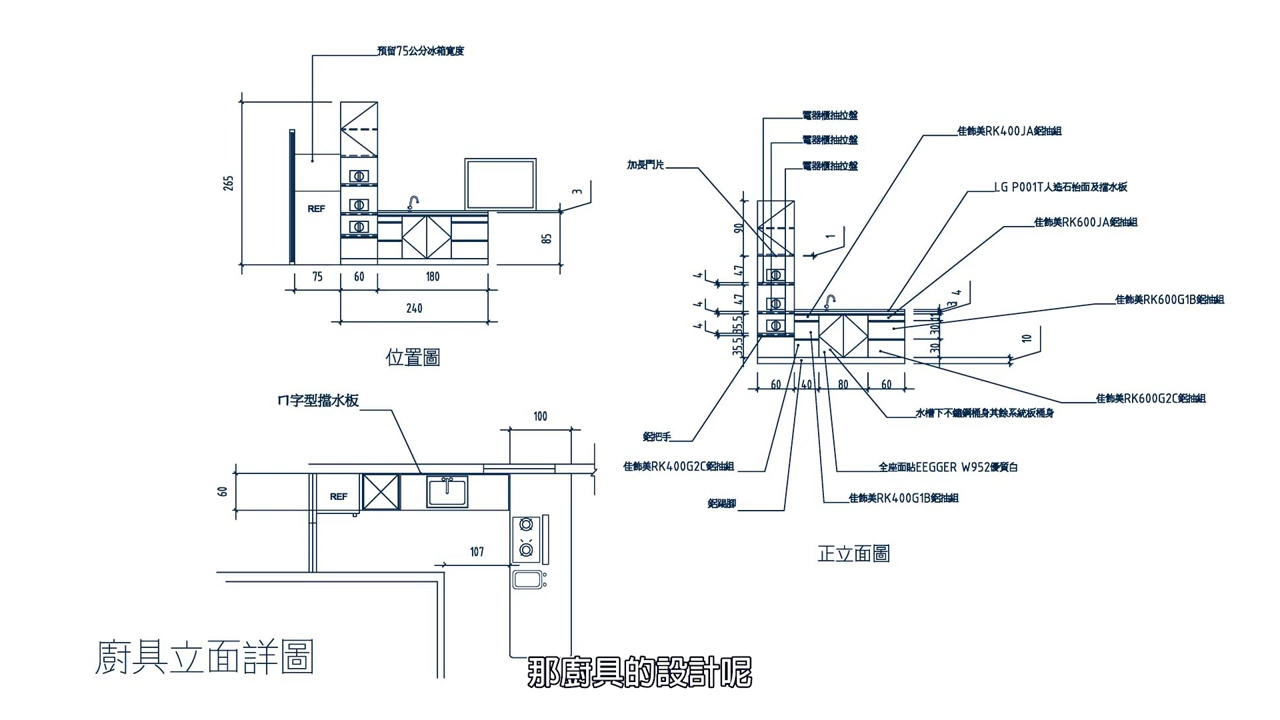 預留75公分冰箱寬度
265
REF
3
85
75
60
180
240
位置圖
電器櫃抽拉盤
電器櫃抽拉盤
電器櫃抽拉盤
佳飾美RK400JA鋁抽組
加長門片
LG P001T人造石枱面及擋水板
佳飾美RK600JA鋁抽組
90
1
4
47
4
47
4
35.5
35.5
4
3
11
30
30
10
佳飾美RK600G1B鋁抽組
60
40
80
60
佳飾美RK600G2C鋁抽組
水槽下不鏽鋼桶身其餘系統板桶身
鋁把手
佳飾美RK400G2C鋁抽組
全座面貼EEGGER W952優質白
佳飾美RK400G1B鋁抽組
鋁踢腳
正立面圖
ㄇ字型擋水板
100
60
REF
107
廚具立面詳圖
那廚具的設計呢